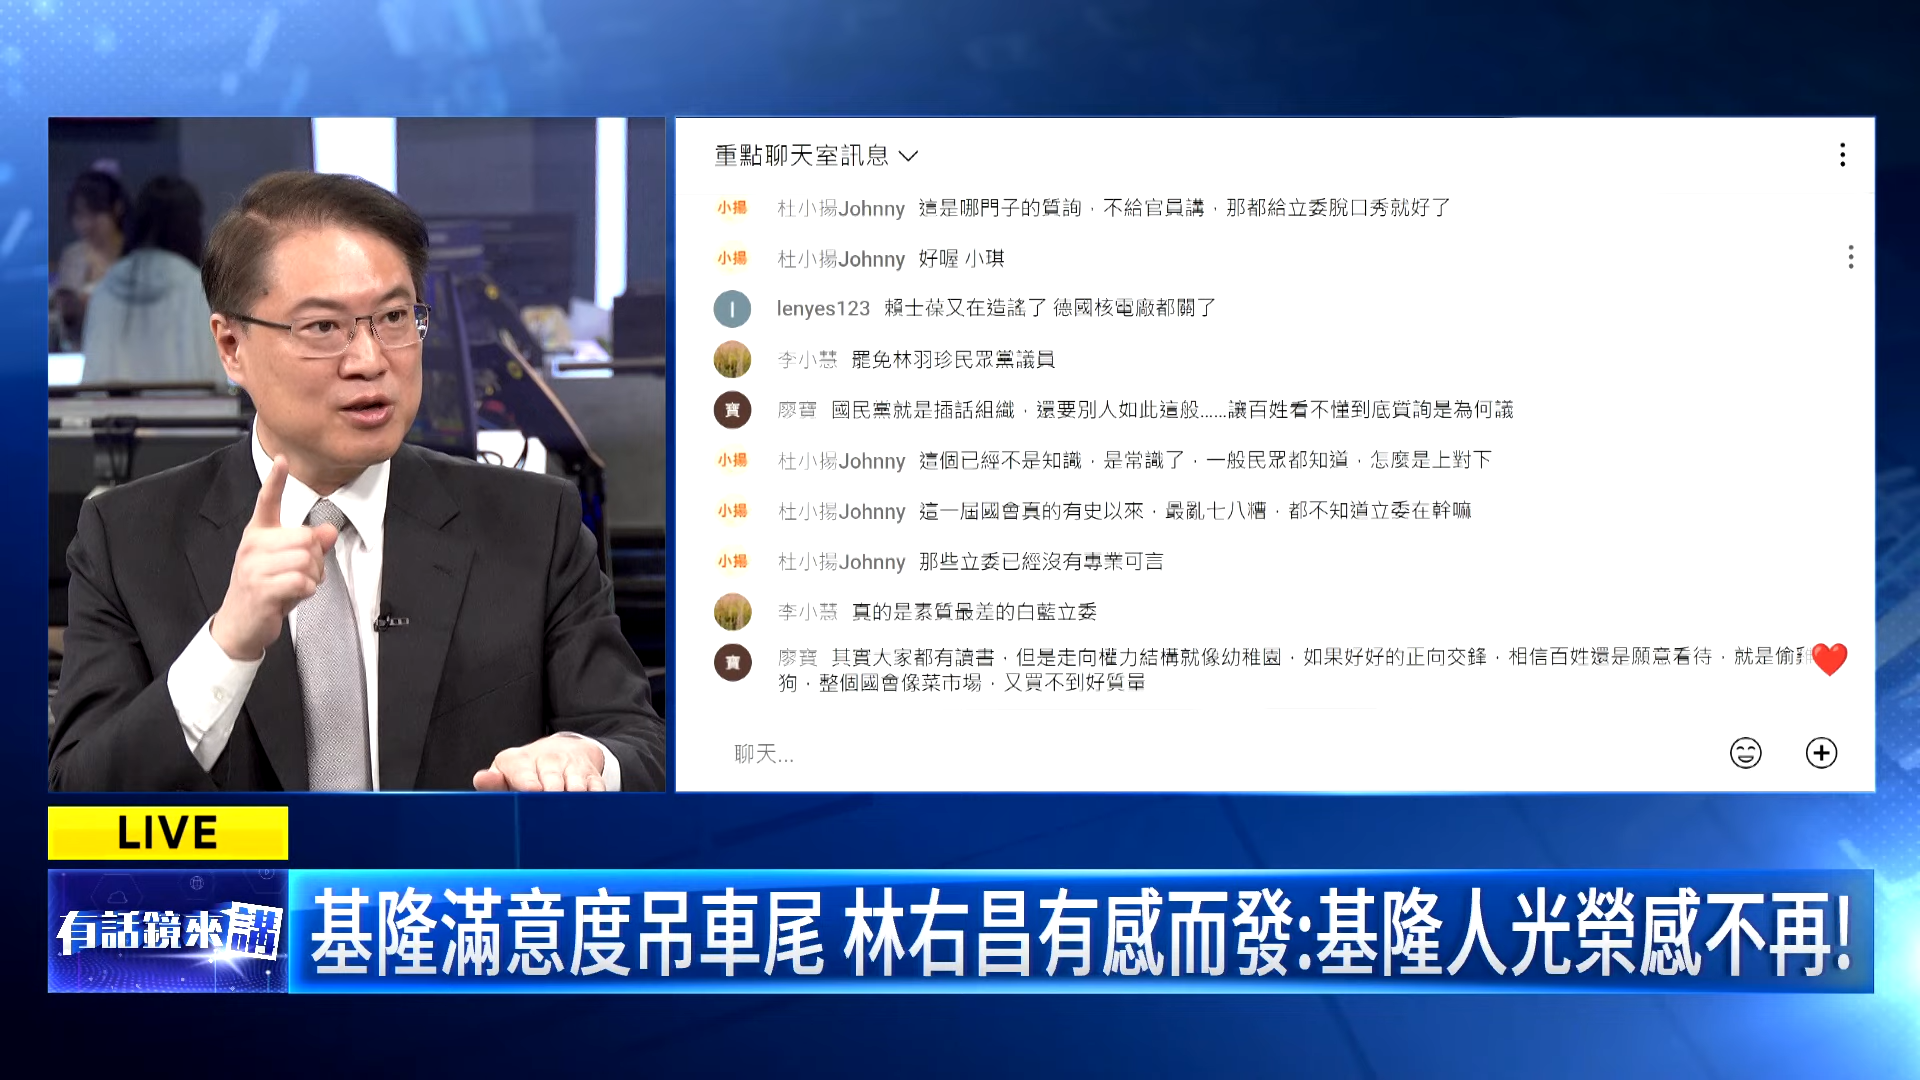 重點聊天室訊息
小揚 杜小揚Johnny 這是哪門子的質詢，不給官員講，那都給立委脫口秀就好了
小揚 杜小揚Johnny 好喔 小琪
l lenyes123 賴士葆又在造謠了 德國核電廠都關了
李小慧 罷免林羽珍民眾黨議員
寶 廖寶 國民黨就是插話組織，還要別人如此這般......讓百姓看不懂到底質詢是為何議
小揚 杜小揚Johnny 這個已經不是知識，是常識了，一般民眾都知道，怎麼是上對下
小揚 杜小揚Johnny 這一屆國會真的有史以來，最亂七八糟，都不知道立委在幹嘛
小揚 杜小揚Johnny 那些立委已經沒有專業可言
李小慧 真的是素質最差的白藍立委
寶 廖寶 其實大家都有讀書，但是走向權力結構就像幼稚園，如果好好的正向交鋒，相信百姓還是願意看待，就是偷
狗，整個國會像菜市場，又買不到好質量
聊天...
LIVE
有話鏡來講
基隆滿意度吊車尾 林右昌有感而發:基隆人光榮感不再!